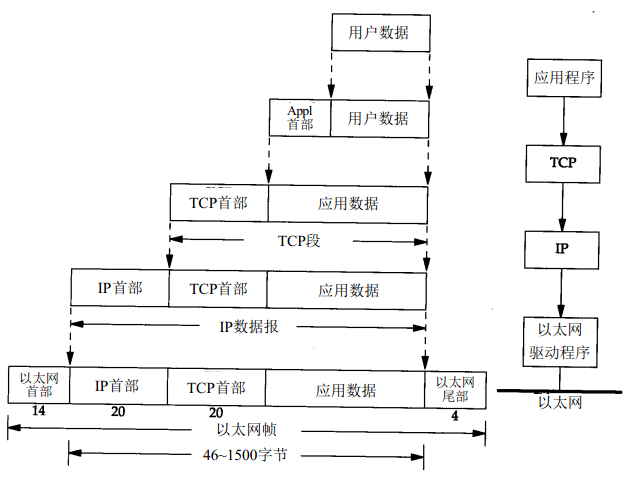 用户数据
应用程序
Appl
首部
用户数据
TCP
TCP首部
应用数据
TCP段
IP
IP首部
TCP首部
应用数据
IP数据报
以太网
驱动程序
以太网
首部
IP首部
TCP首部
应用数据
以太网
尾部
以太网
14
20
20
4
以太网帧
46~1500字节